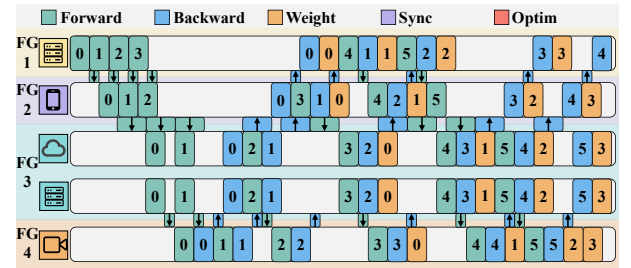 Forward Backward Weight Sync Optim
FG 1 0 1 2 3 0 0 4 1 1 5 2 2 3 3 4
FG 2 0 1 2 0 3 1 0 4 2 1 5 3 2 4 3
FG 3 0 1 0 2 1 3 2 0 4 3 1 5 4 2 5 3
0 1 0 2 1 3 2 0 4 3 1 5 4 2 5 3
FG 4 0 0 1 1 2 2 3 3 0 4 4 1 5 5 2 3